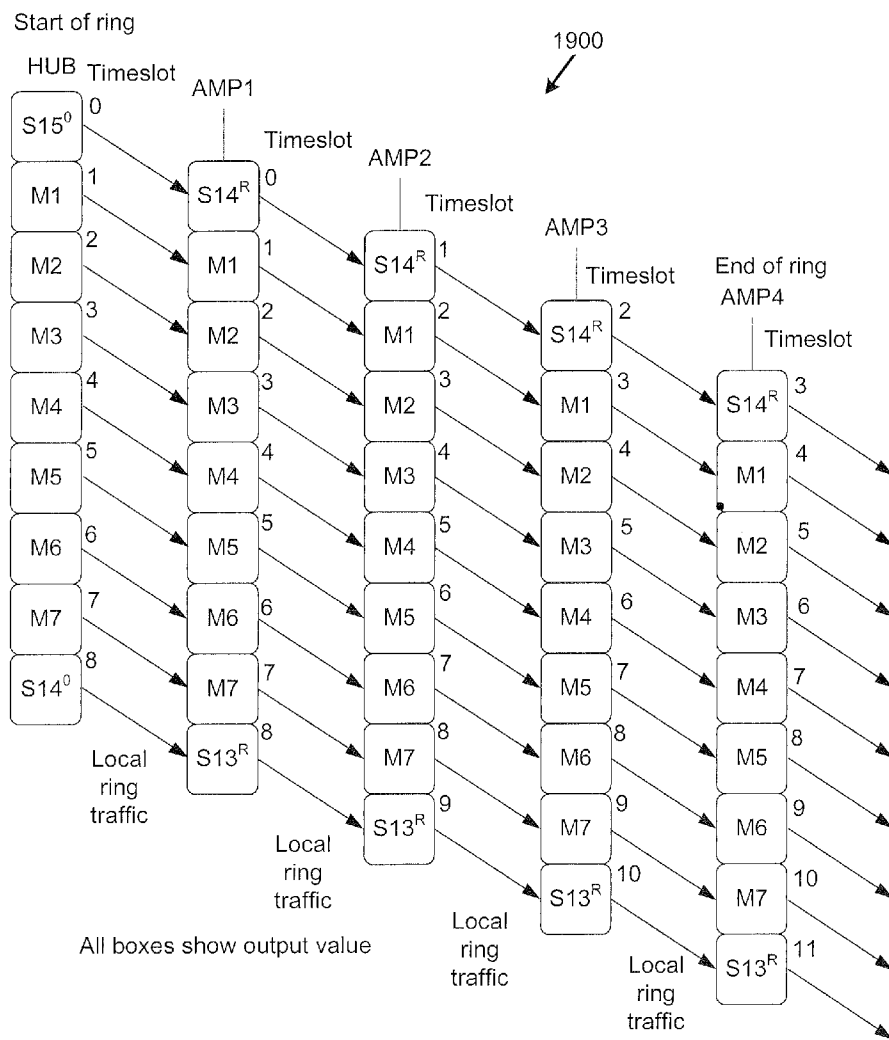 Start of ring
1900
HUB
Timeslot
S15⁰
0
M1
1
M2
2
M3
3
M4
4
M5
5
M6
6
M7
7
S14⁰
8
Local
ring
traffic
AMP1
Timeslot
S14ᴿ
0
M1
1
M2
2
M3
3
M4
4
M5
5
M6
6
M7
7
S13ᴿ
8
Local
ring
traffic
AMP2
Timeslot
S14ᴿ
1
M1
2
M2
3
M3
4
M4
5
M5
6
M6
7
M7
8
S13ᴿ
9
Local
ring
traffic
AMP3
Timeslot
S14ᴿ
2
M1
3
M2
4
M3
5
M4
6
M5
7
M6
8
M7
9
S13ᴿ
10
Local
ring
traffic
End of ring
AMP4
Timeslot
S14ᴿ
3
M1
4
M2
5
M3
6
M4
7
M5
8
M6
9
M7
10
S13ᴿ
11
All boxes show output value